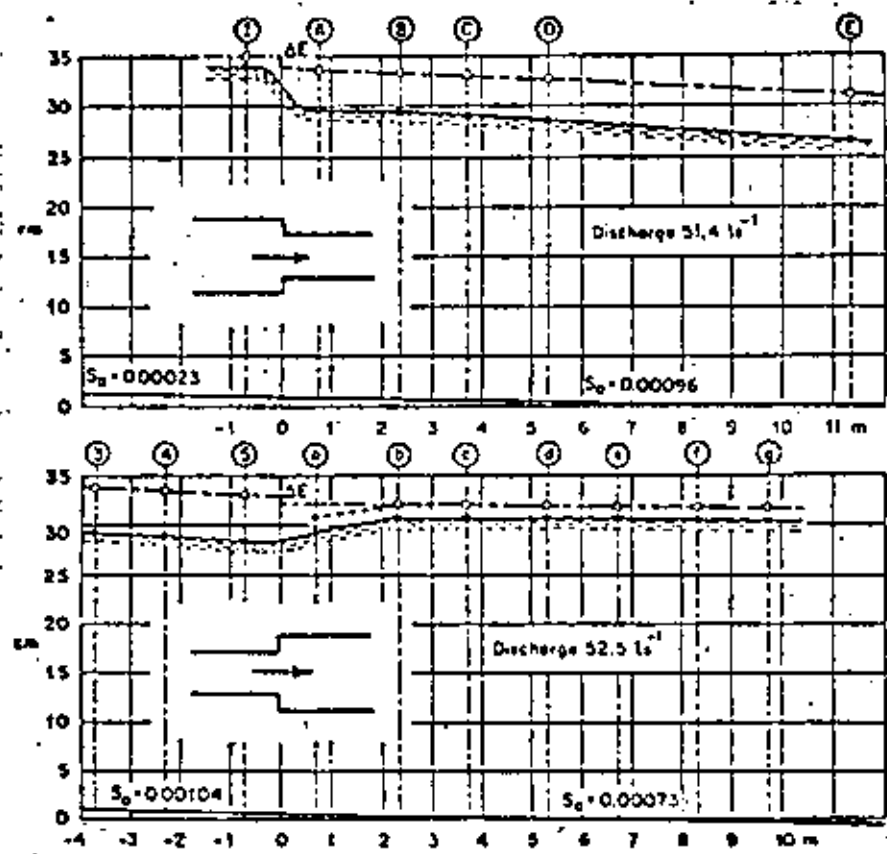 1 A B C D E
35 ΔE
30
25
20
cm
15 Discharge 51,4 ls⁻¹
10
5
S₀=0.00023 S₀=0.00096
0
-1 0 1 2 3 4 5 6 7 8 9 10 11 m
3 4 5 a b c d e f g
35 ΔE
30
25
20
cm Discharge 52.5 ls⁻¹
15
10
5
S₀=0.00104 S₀=0.00073
0
-4 -3 -2 -1 0 1 2 3 4 5 6 7 8 9 10 m